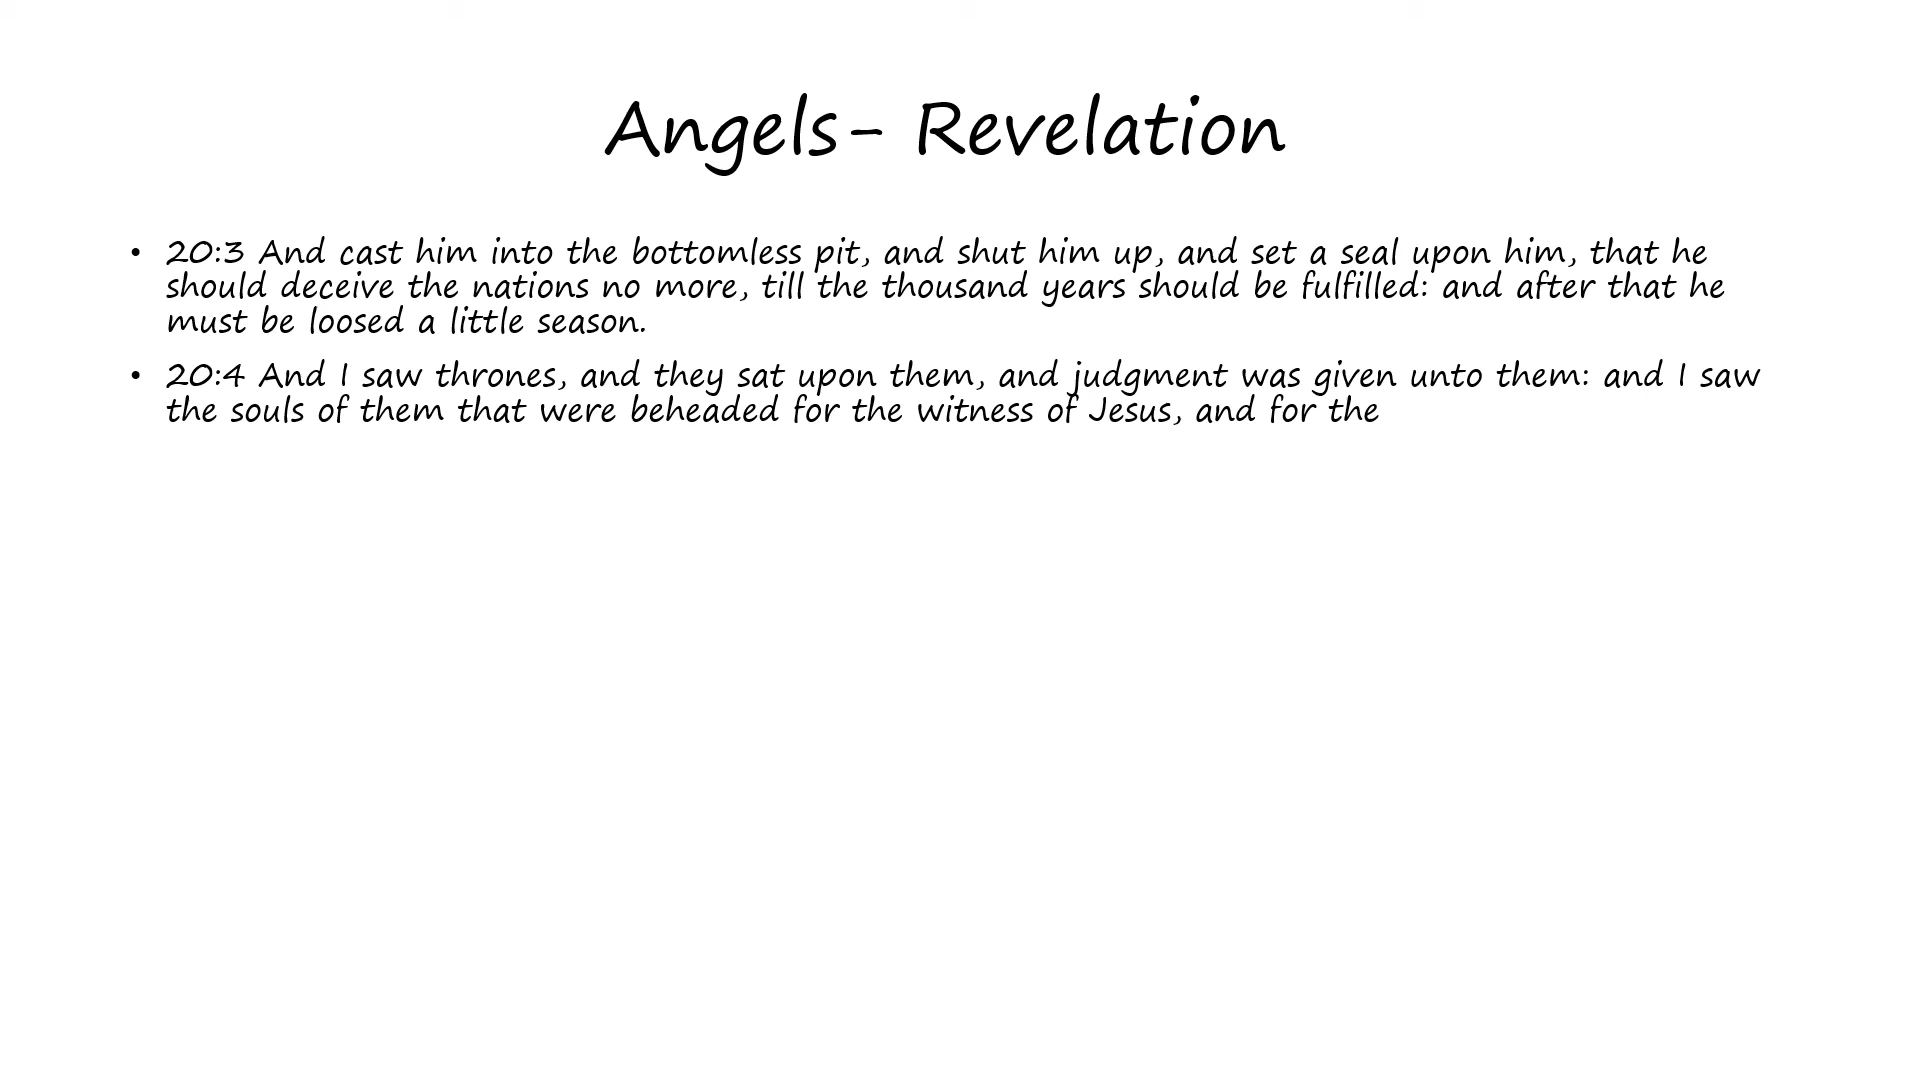 Angels- Revelation
• 20:3 And cast him into the bottomless pit, and shut him up, and set a seal upon him, that he
should deceive the nations no more, till the thousand years should be fulfilled: and after that he
must be loosed a little season.
• 20:4 And I saw thrones, and they sat upon them, and judgment was given unto them: and I saw
the souls of them that were beheaded for the witness of Jesus, and for the